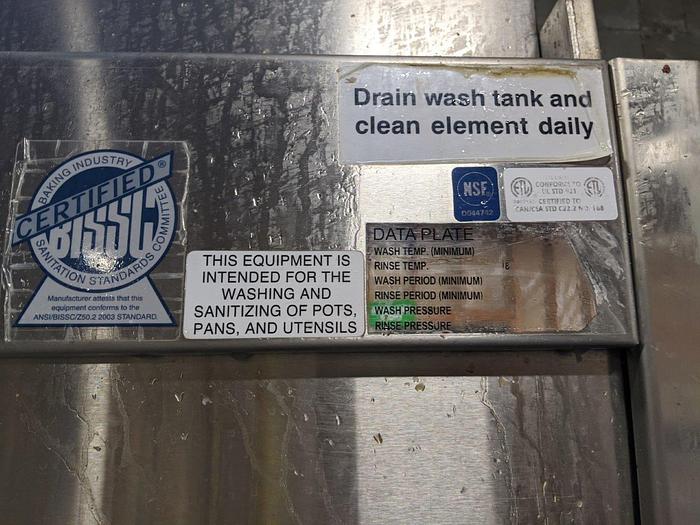 Drain wash tank and
clean element daily
BAKING INDUSTRY
CERTIFIED®
BISSC
SANITATION STANDARDS COMMITTEE
Manufacturer attests that this
equipment conforms to the
ANSI/BISSC/Z50.2 2003 STANDARD.
THIS EQUIPMENT IS
INTENDED FOR THE
WASHING AND
SANITIZING OF POTS,
PANS, AND UTENSILS
NSF
ETL
CONFORMS TO
UL STD 921
CERTIFIED TO
CAN/CSA STD C22.2 NO. 168
ETL
DATA PLATE
WASH TEMP. (MINIMUM)
RINSE TEMP.
WASH PERIOD (MINIMUM)
RINSE PERIOD (MINIMUM)
WASH PRESSURE
RINSE PRESSURE